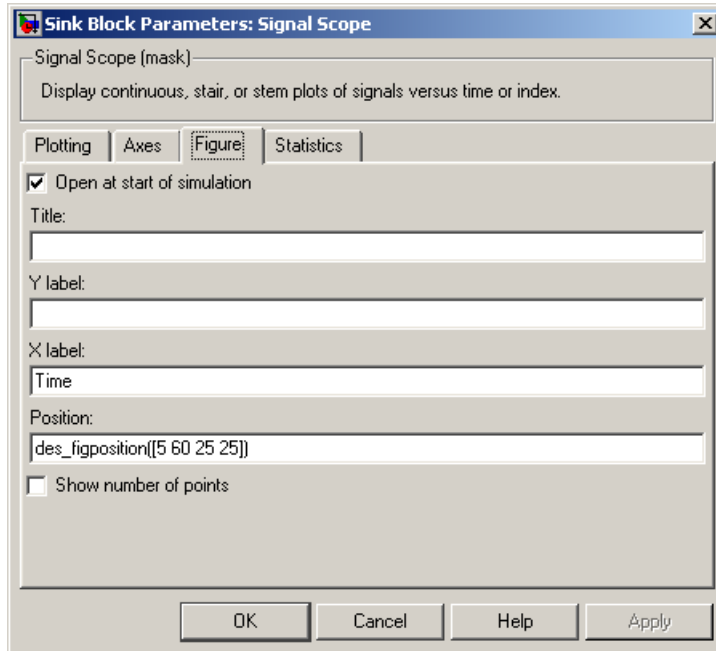 Sink Block Parameters: Signal Scope
Signal Scope (mask)
Display continuous, stair, or stem plots of signals versus time or index.
Plotting Axes Figure Statistics
Open at start of simulation
Title:
Y label:
X label:
Time
Position:
des_figposition([5 60 25 25])
Show number of points
OK Cancel Help Apply